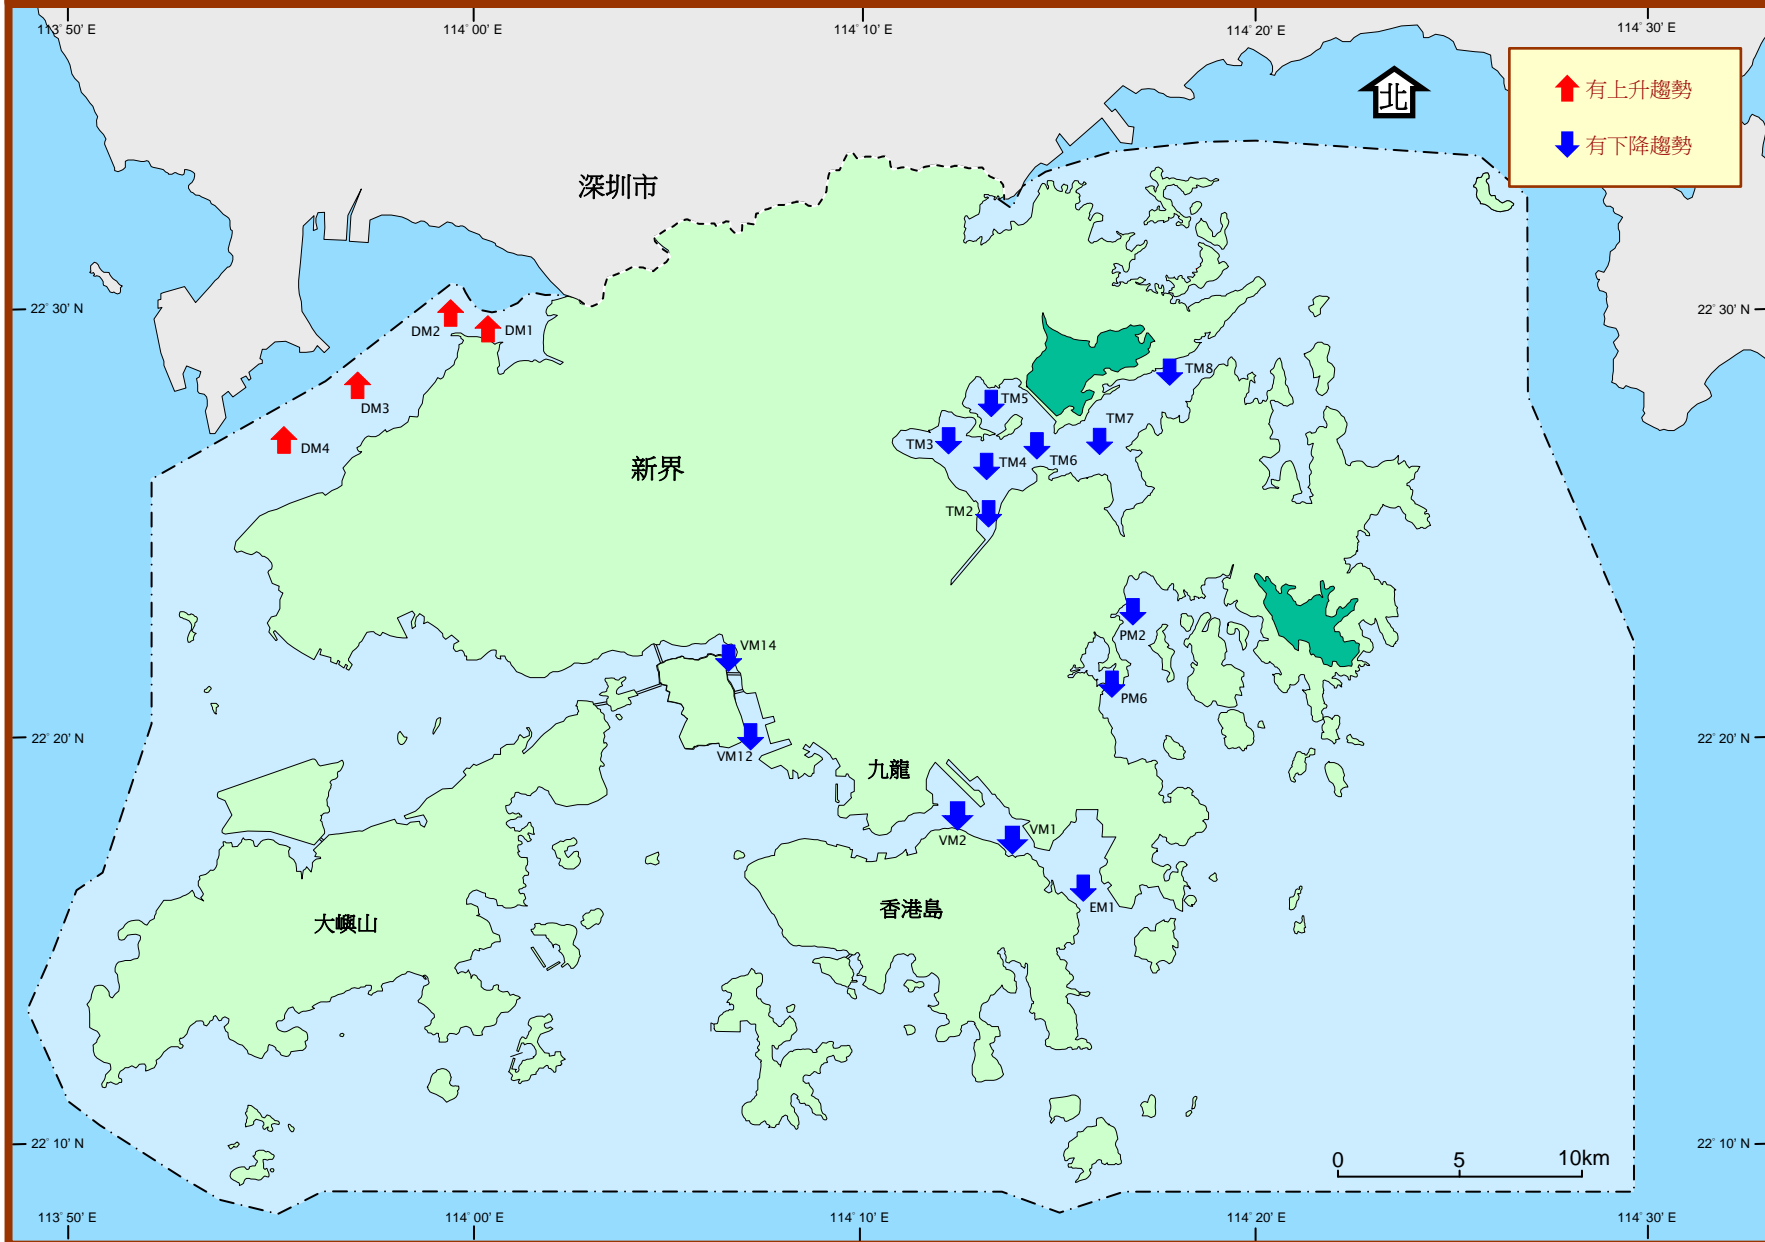 113° 50' E
114° 00' E
114° 10' E
114° 20' E
114° 30' E
有上升趨勢
北
有下降趨勢
深圳市
22° 30' N
22° 30' N
DM2
DM1
DM3
DM4
TM8
TM5
TM7
TM3
TM4
TM6
TM2
新界
PM2
PM6
VM14
VM12
22° 20' N
22° 20' N
九龍
VM2
VM1
EM1
香港島
大嶼山
22° 10' N
22° 10' N
0 5 10km
113° 50' E
114° 00' E
114° 10' E
114° 20' E
114° 30' E